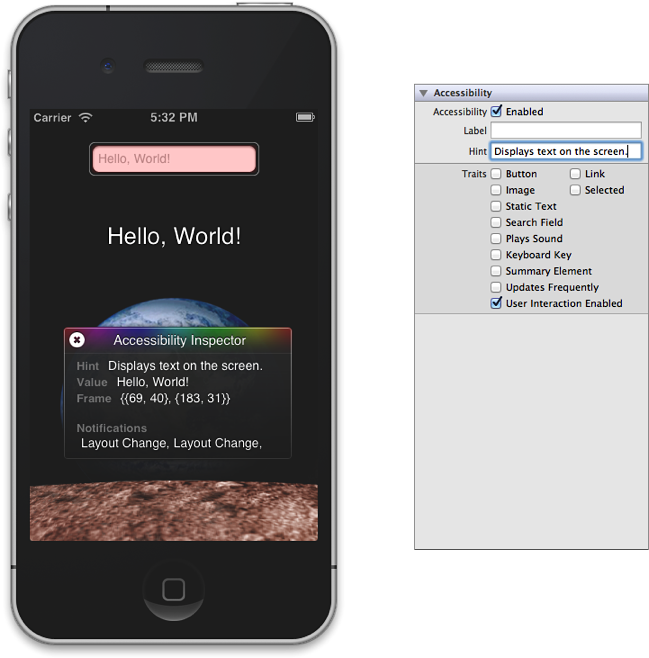 Carrier 5:32 PM
Hello, World!
Hello, World!
Accessibility Inspector
Hint Displays text on the screen.
Value Hello, World!
Frame {{69, 40}, {183, 31}}
Notifications
Layout Change, Layout Change,
Accessibility
Accessibility Enabled
Label
Hint Displays text on the screen.
Traits Button Link
Image Selected
Static Text
Search Field
Plays Sound
Keyboard Key
Summary Element
Updates Frequently
User Interaction Enabled